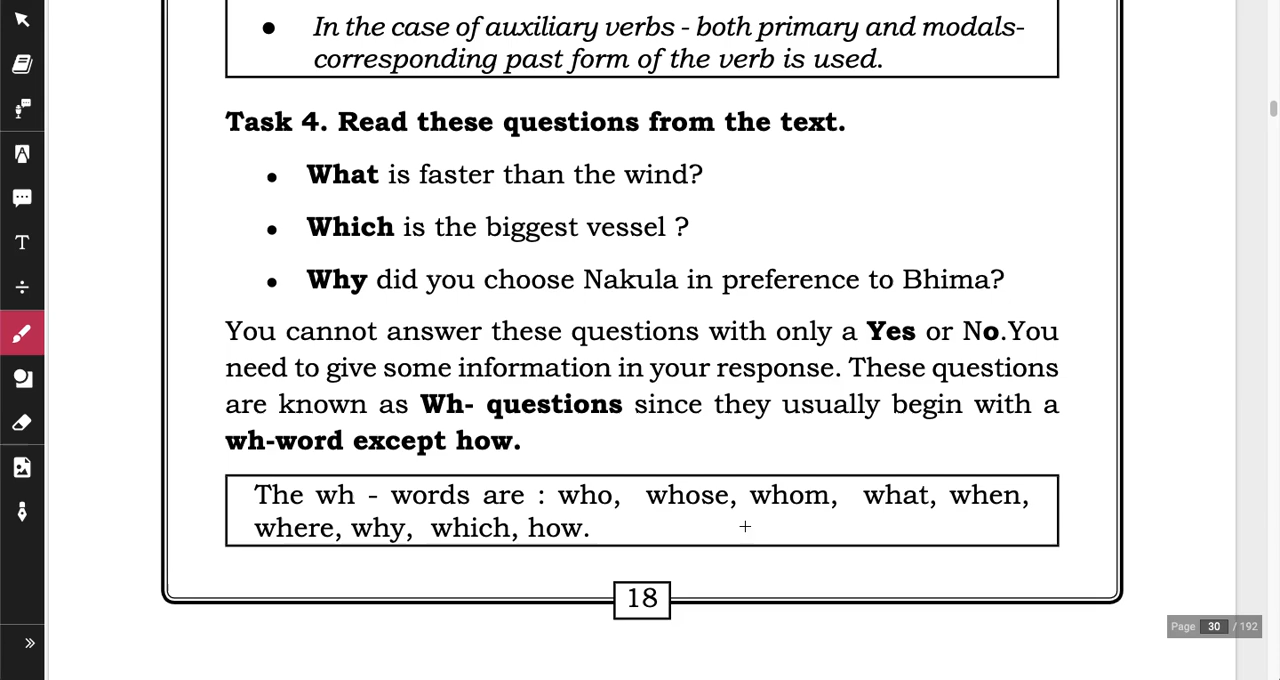 • In the case of auxiliary verbs - both primary and modals-
corresponding past form of the verb is used.
Task 4. Read these questions from the text.
• What is faster than the wind?
• Which is the biggest vessel ?
• Why did you choose Nakula in preference to Bhima?
You cannot answer these questions with only a Yes or No.You
need to give some information in your response. These questions
are known as Wh- questions since they usually begin with a
wh-word except how.
The wh - words are : who, whose, whom, what, when,
where, why, which, how.
18
Page 30 / 192